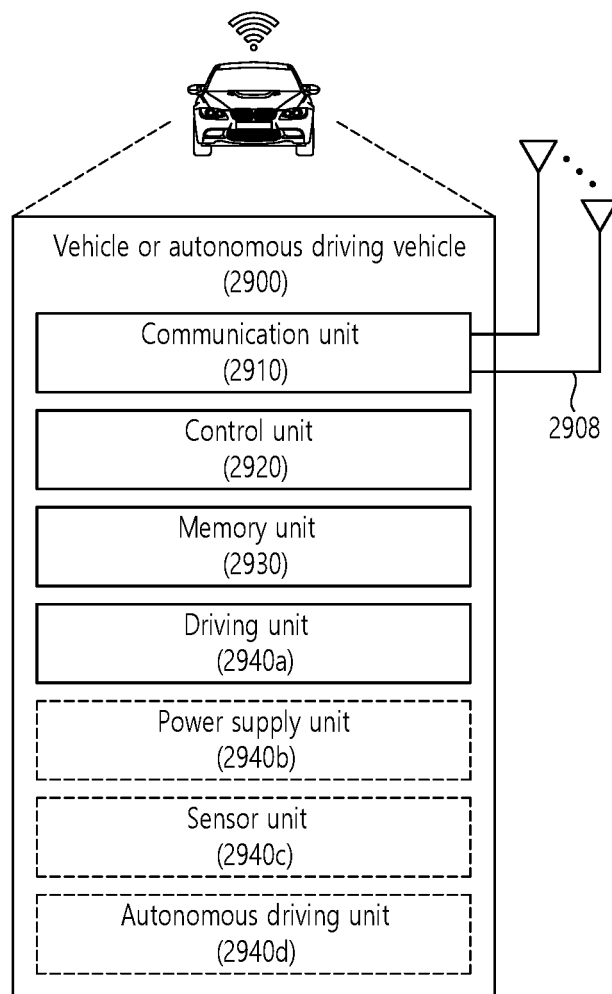 Vehicle or autonomous driving vehicle
(2900)
Communication unit
(2910)
2908
Control unit
(2920)
Memory unit
(2930)
Driving unit
(2940a)
Power supply unit
(2940b)
Sensor unit
(2940c)
Autonomous driving unit
(2940d)